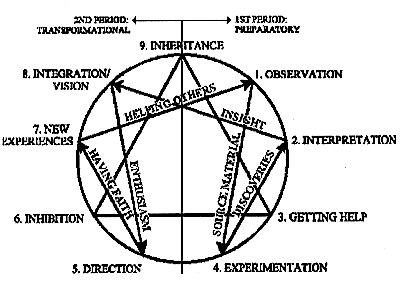 2ND PERIOD:
TRANSFORMATIONAL
1ST PERIOD:
PREPARATORY
9. INHERITANCE
8. INTEGRATION/
VISION
1. OBSERVATION
HELPING OTHERS
INSIGHT
7. NEW
EXPERIENCES
2. INTERPRETATION
HAVING FAITH
ENTHUSIASM
SOURCE MATERIAL
DISCOVERIES
6. INHIBITION
3. GETTING HELP
5. DIRECTION
4. EXPERIMENTATION